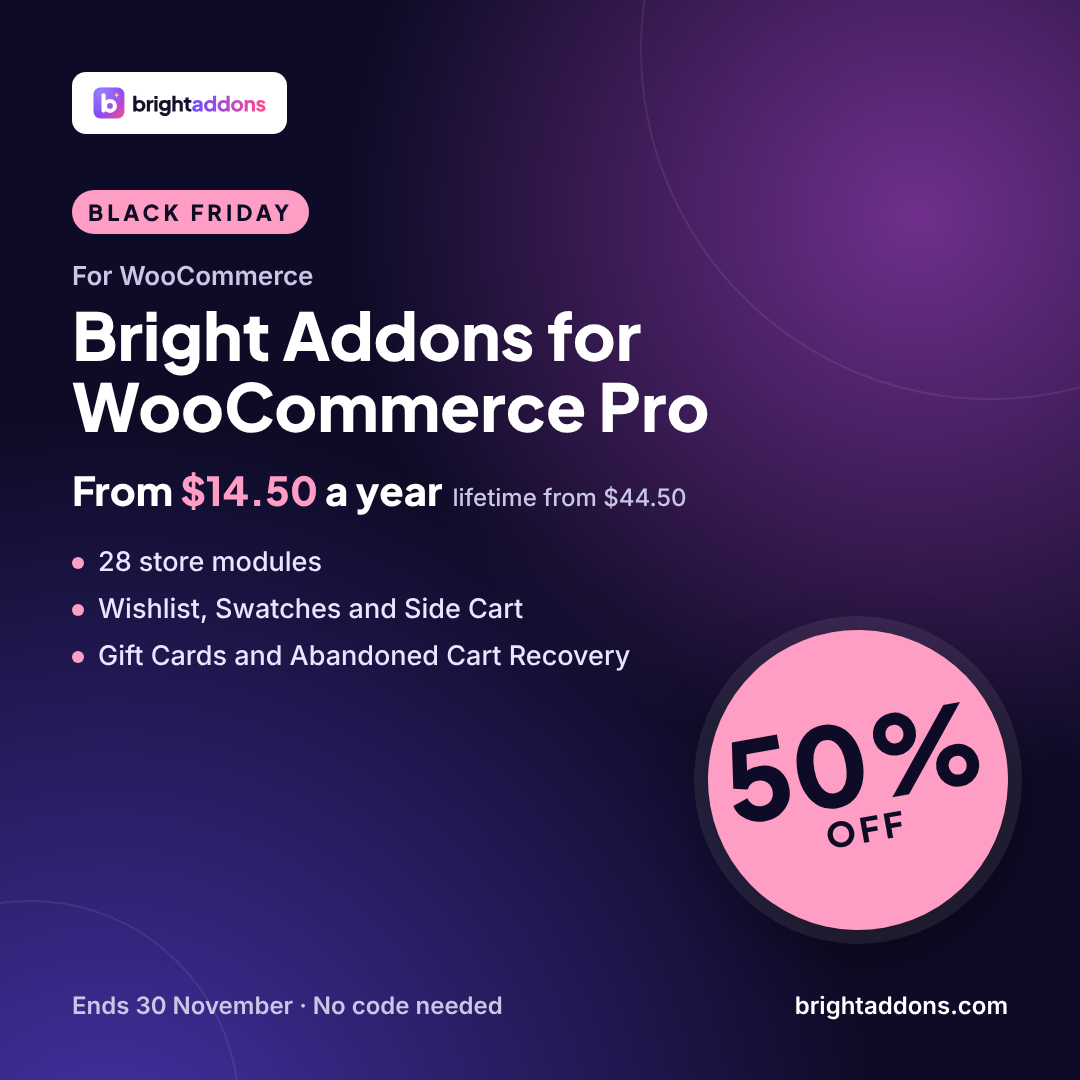 brightaddons
BLACK FRIDAY
For WooCommerce
Bright Addons for
WooCommerce Pro
From $14.50 a year lifetime from $44.50
28 store modules
Wishlist, Swatches and Side Cart
Gift Cards and Abandoned Cart Recovery
50%
OFF
Ends 30 November · No code needed
brightaddons.com